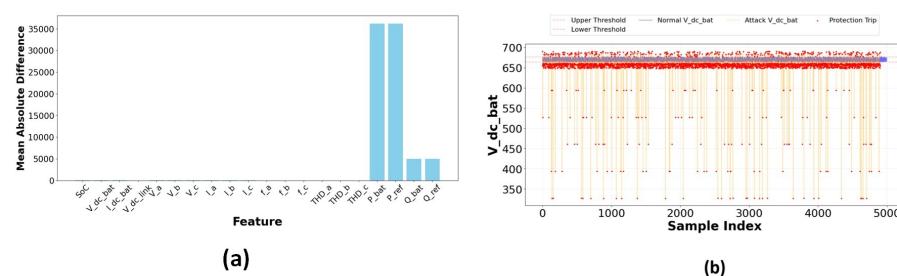 35000
30000
25000
20000
15000
10000
5000
0
Mean Absolute Difference
SoC
V_dc_bat
I_dc_bat
V_dc_link
V_a
V_b
V_c
I_a
I_b
I_c
f_a
f_b
f_c
THD_a
THD_b
THD_c
P_bat
P_ref
Q_bat
Q_ref
Feature
(a)
Upper Threshold Normal V_dc_bat Attack V_dc_bat Protection Trip
Lower Threshold
700
650
600
550
500
450
400
350
V_dc_bat
0 1000 2000 3000 4000 5000
Sample Index
(b)